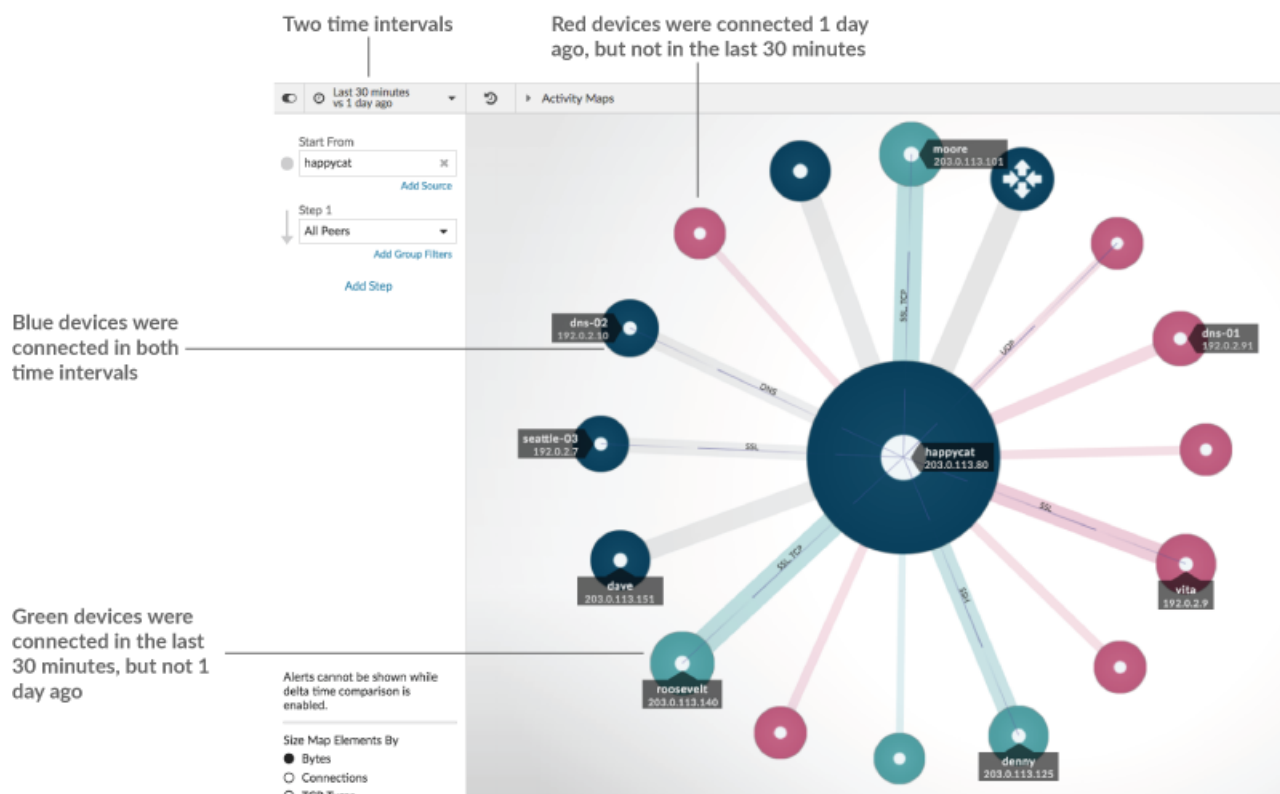 Two time intervals
Red devices were connected 1 day
ago, but not in the last 30 minutes
Last 30 minutes
vs 1 day ago
Activity Maps
Start From
happycat
Add Source
Step 1
All Peers
Add Group Filters
Add Step
Blue devices were
connected in both
time intervals
Green devices were
connected in the last
30 minutes, but not 1
day ago
Alerts cannot be shown while
delta time comparison is
enabled.
Size Map Elements By
Bytes
Connections
moore
203.0.113.101
SSL, TCP
UDP
dns-01
192.0.2.91
dns-02
192.0.2.10
DNS
seattle-03
192.0.2.7
SSL
happycat
203.0.113.80
SSL
vita
192.0.2.9
dave
203.0.113.151
SSL, TCP
roosevelt
203.0.113.140
denny
203.0.113.125